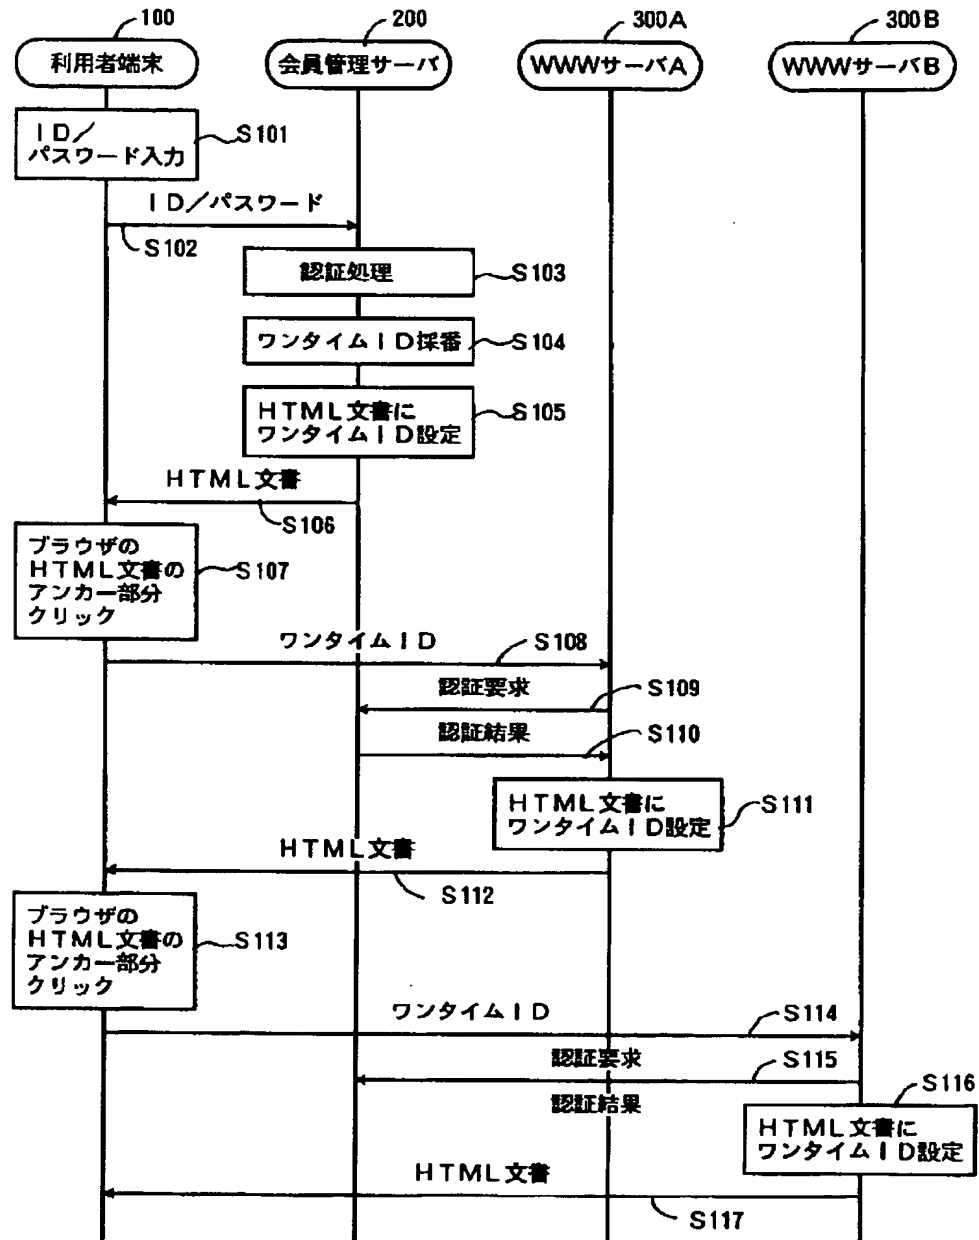 100
200
300A
300B
利用者端末
会員管理サーバ
WWWサーバA
WWWサーバB
ID/
パスワード入力
S101
ID/パスワード
S102
認証処理
S103
ワンタイムID採番
S104
HTML文書に
ワンタイムID設定
S105
HTML文書
S106
ブラウザの
HTML文書の
アンカー部分
クリック
S107
ワンタイムID
S108
認証要求
S109
認証結果
S110
HTML文書に
ワンタイムID設定
S111
HTML文書
S112
ブラウザの
HTML文書の
アンカー部分
クリック
S113
ワンタイムID
S114
認証要求
S115
認証結果
S116
HTML文書に
ワンタイムID設定
HTML文書
S117